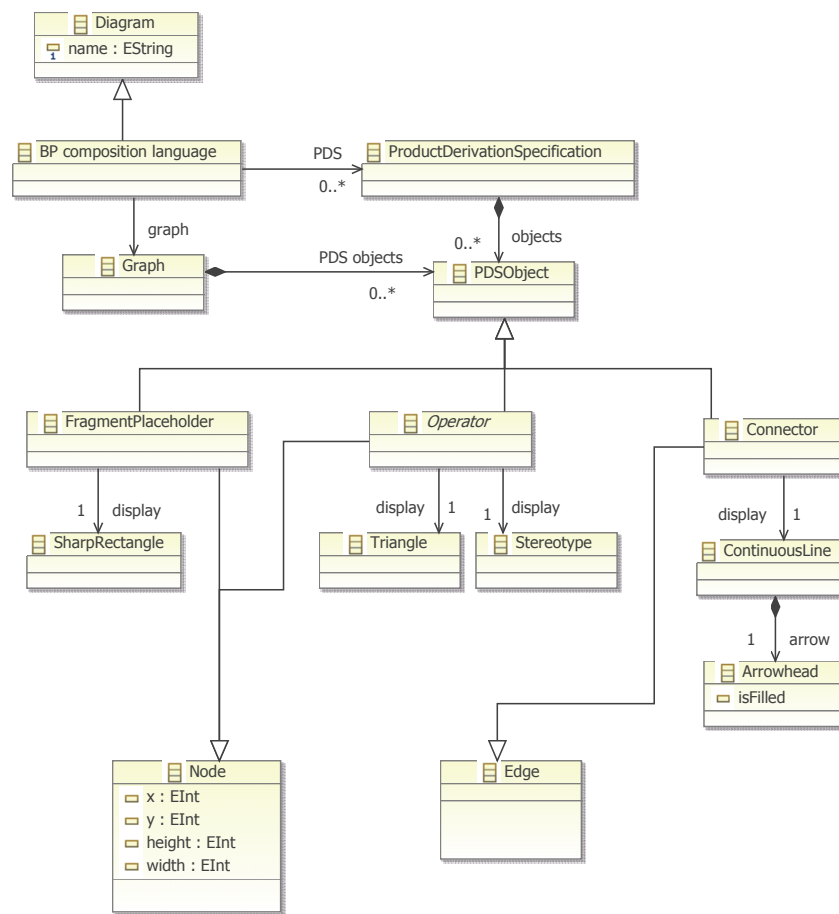 Diagram
1 name : EString
BP composition language
PDS
0..*
ProductDerivationSpecification
graph
0..*
objects
Graph
PDS objects
0..*
PDSObject
FragmentPlaceholder
Operator
Connector
1
display
display
1
1
display
display
1
SharpRectangle
Triangle
Stereotype
ContinuousLine
1
arrow
Arrowhead
isFilled
Node
x : EInt
y : EInt
height : EInt
width : EInt
Edge